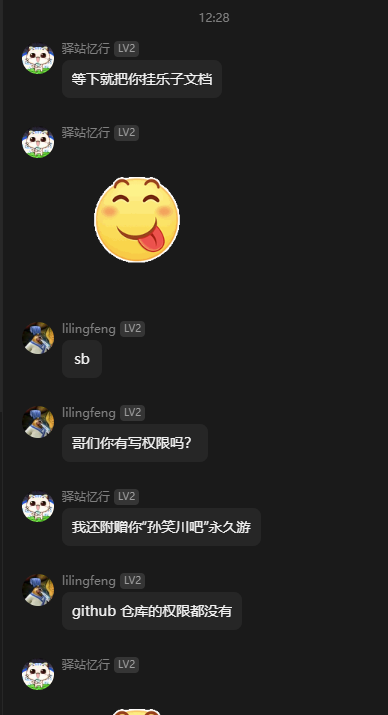 12:28
驿站忆行 LV2
等下就把你挂乐子文档
驿站忆行 LV2
lilingfeng LV2
sb
lilingfeng LV2
哥们你有写权限吗？
驿站忆行 LV2
我还附赠你“孙笑川吧”永久游
lilingfeng LV2
github 仓库的权限都没有
驿站忆行 LV2